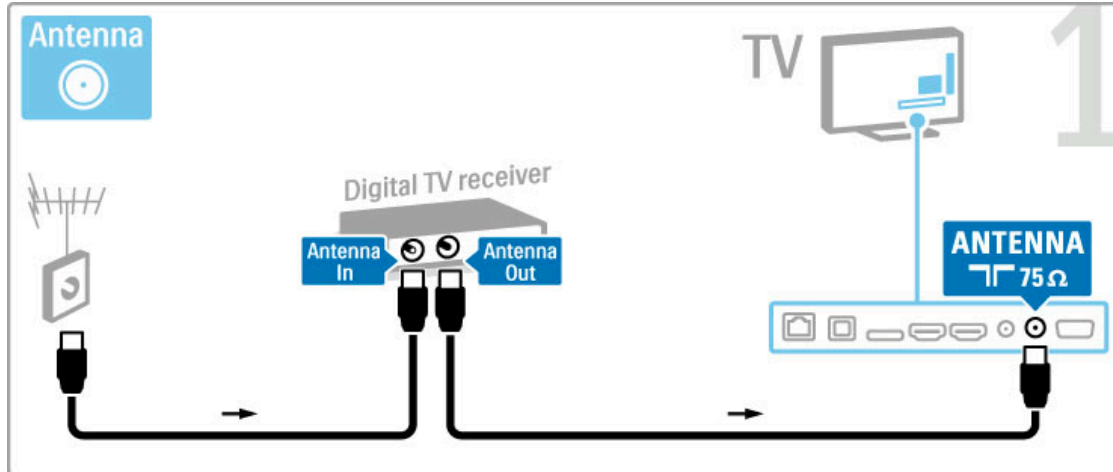 Antenna
TV
1
Digital TV receiver
Antenna
In
Antenna
Out
ANTENNA
75 Ω